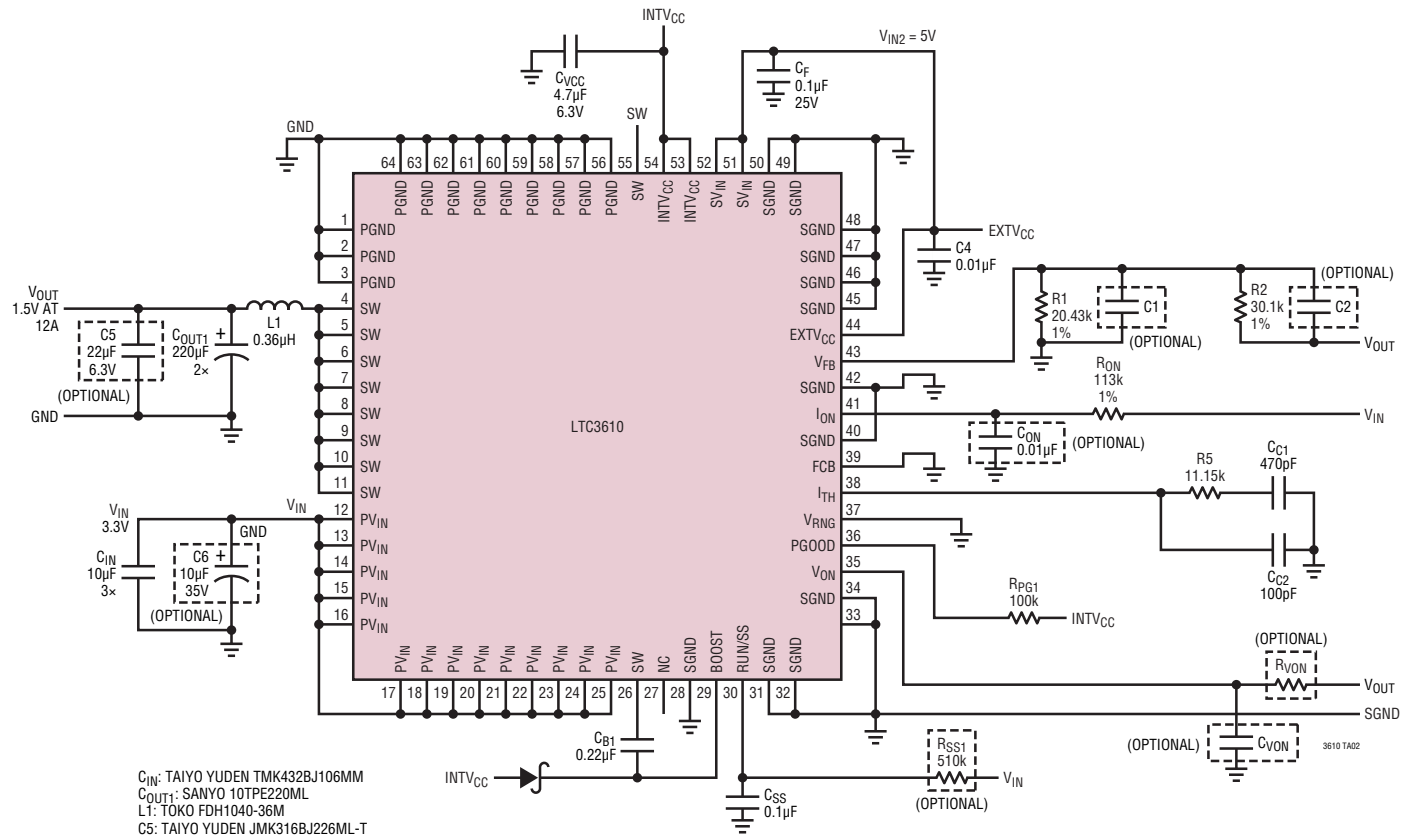 INTVCC
VIN2 = 5V
CVCC
4.7µF
6.3V
CF
0.1µF
25V
SW
GND
64 63 62 61 60 59 58 57 56 55 54 53 52 51 50 49
PGND PGND PGND PGND PGND PGND PGND PGND PGND SW INTVCC INTVCC SVIN SVIN SGND SGND
1 PGND
2 PGND
3 PGND
4 SW
5 SW
6 SW
7 SW
8 SW
9 SW
10 SW
11 SW
12 PVIN
13 PVIN
14 PVIN
15 PVIN
16 PVIN
LTC3610
SGND 48
SGND 47
SGND 46
SGND 45
EXTVCC 44
VFB 43
SGND 42
ION 41
SGND 40
FCB 39
ITH 38
VRNG 37
PGOOD 36
VON 35
SGND 34
33
PVIN PVIN PVIN PVIN PVIN PVIN PVIN PVIN PVIN SW NC SGND BOOST RUN/SS SGND SGND
17 18 19 20 21 22 23 24 25 26 27 28 29 30 31 32
VOUT
1.5V AT
12A
C5
22µF
6.3V
(OPTIONAL)
COUT1
220µF
2×
+
L1
0.36µH
GND
VIN
3.3V
CIN
10µF
3×
C6
10µF
35V
+
(OPTIONAL)
GND
VIN
EXTVCC
C4
0.01µF
R1
20.43k
1%
C1
(OPTIONAL)
R2
30.1k
1%
(OPTIONAL)
C2
VOUT
RON
113k
1%
VIN
CON
0.01µF
(OPTIONAL)
R5
11.15k
CC1
470pF
CC2
100pF
RPG1
100k
INTVCC
(OPTIONAL)
RVON
VOUT
SGND
(OPTIONAL)
CVON
3610 TA02
CB1
0.22µF
INTVCC
RSS1
510k
VIN
(OPTIONAL)
CSS
0.1µF
CIN: TAIYO YUDEN TMK432BJ106MM
COUT1: SANYO 10TPE220ML
L1: TOKO FDH1040-36M
C5: TAIYO YUDEN JMK316BJ226ML-T